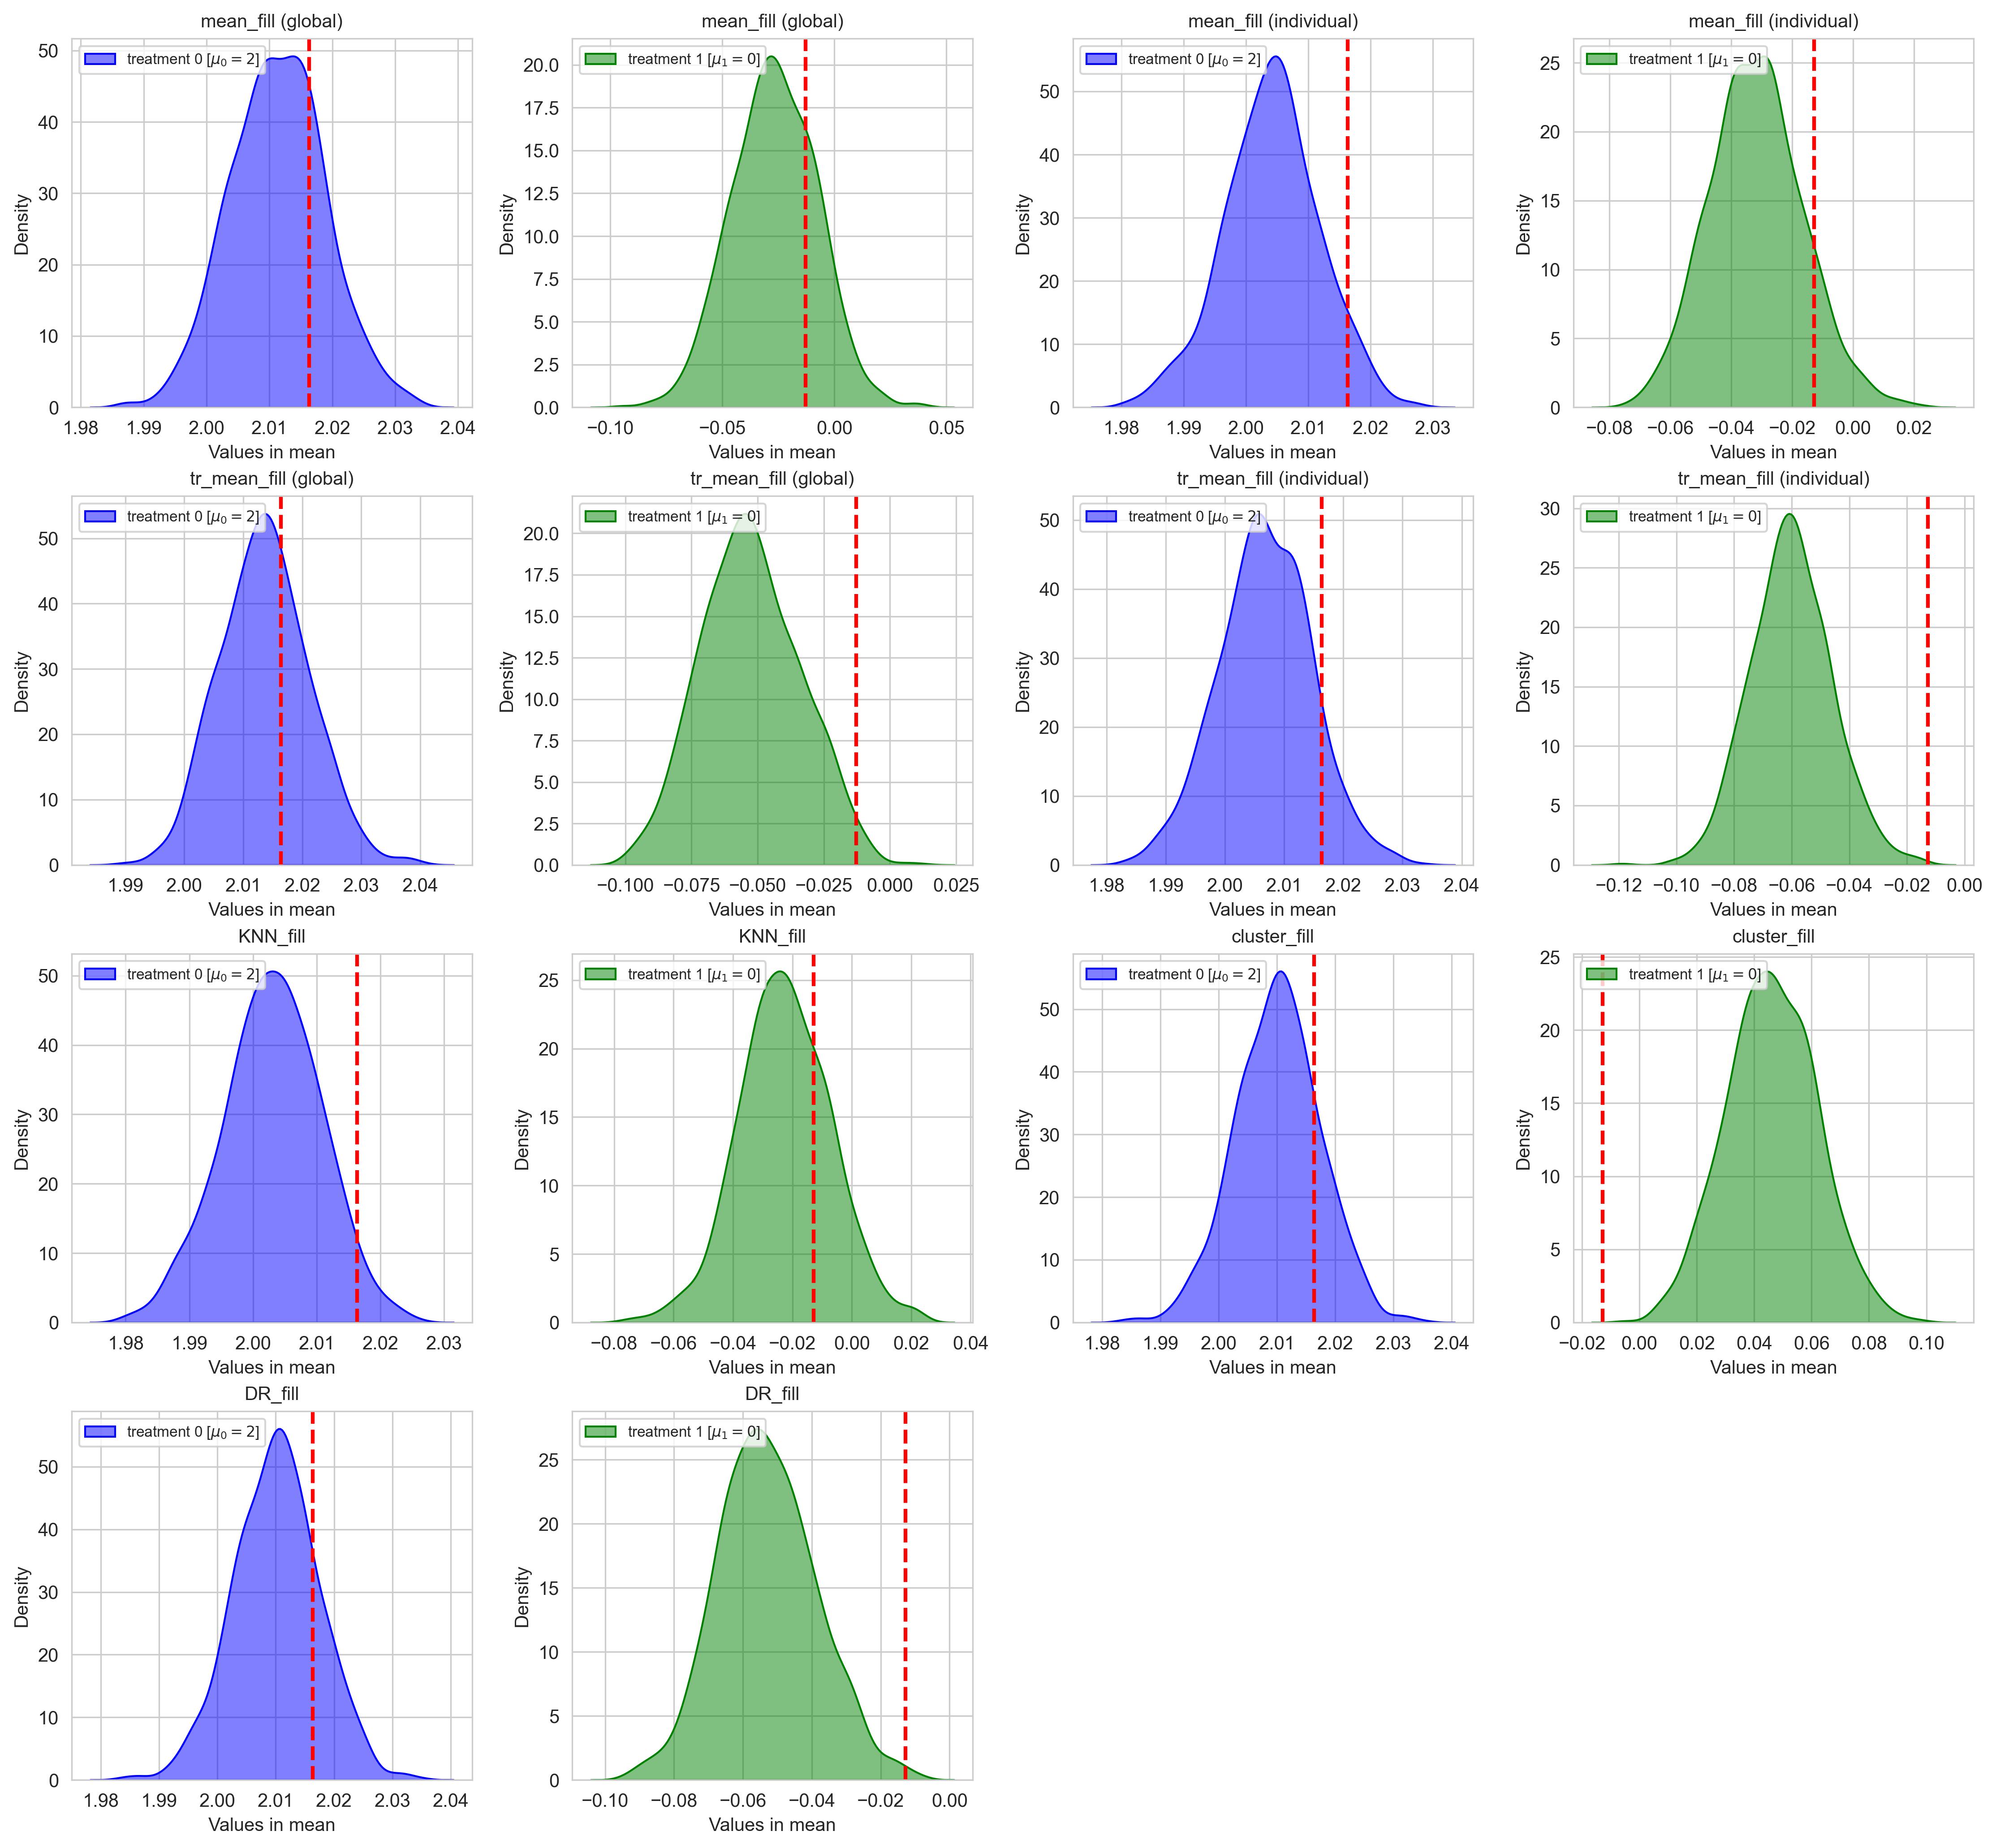 mean_fill (global)
treatment 0 [μ₀ = 2]
Density
50
40
30
20
10
0
1.98 1.99 2.00 2.01 2.02 2.03 2.04
Values in mean
mean_fill (global)
treatment 1 [μ₁ = 0]
Density
20.0
17.5
15.0
12.5
10.0
7.5
5.0
2.5
0.0
−0.10 −0.05 0.00 0.05
Values in mean
mean_fill (individual)
treatment 0 [μ₀ = 2]
Density
50
40
30
20
10
0
1.98 1.99 2.00 2.01 2.02 2.03
Values in mean
mean_fill (individual)
treatment 1 [μ₁ = 0]
Density
25
20
15
10
5
0
−0.08 −0.06 −0.04 −0.02 0.00 0.02
Values in mean
tr_mean_fill (global)
treatment 0 [μ₀ = 2]
Density
50
40
30
20
10
0
1.99 2.00 2.01 2.02 2.03 2.04
Values in mean
tr_mean_fill (global)
treatment 1 [μ₁ = 0]
Density
20.0
17.5
15.0
12.5
10.0
7.5
5.0
2.5
0.0
−0.100 −0.075 −0.050 −0.025 0.000 0.025
Values in mean
tr_mean_fill (individual)
treatment 0 [μ₀ = 2]
Density
50
40
30
20
10
0
1.98 1.99 2.00 2.01 2.02 2.03 2.04
Values in mean
tr_mean_fill (individual)
treatment 1 [μ₁ = 0]
Density
30
25
20
15
10
5
0
−0.12 −0.10 −0.08 −0.06 −0.04 −0.02 0.00
Values in mean
KNN_fill
treatment 0 [μ₀ = 2]
Density
50
40
30
20
10
0
1.98 1.99 2.00 2.01 2.02 2.03
Values in mean
KNN_fill
treatment 1 [μ₁ = 0]
Density
25
20
15
10
5
0
−0.08 −0.06 −0.04 −0.02 0.00 0.02 0.04
Values in mean
cluster_fill
treatment 0 [μ₀ = 2]
Density
50
40
30
20
10
0
1.98 1.99 2.00 2.01 2.02 2.03 2.04
Values in mean
cluster_fill
treatment 1 [μ₁ = 0]
Density
25
20
15
10
5
0
−0.02 0.00 0.02 0.04 0.06 0.08 0.10
Values in mean
DR_fill
treatment 0 [μ₀ = 2]
Density
50
40
30
20
10
0
1.98 1.99 2.00 2.01 2.02 2.03 2.04
Values in mean
DR_fill
treatment 1 [μ₁ = 0]
Density
25
20
15
10
5
0
−0.10 −0.08 −0.06 −0.04 −0.02 0.00
Values in mean